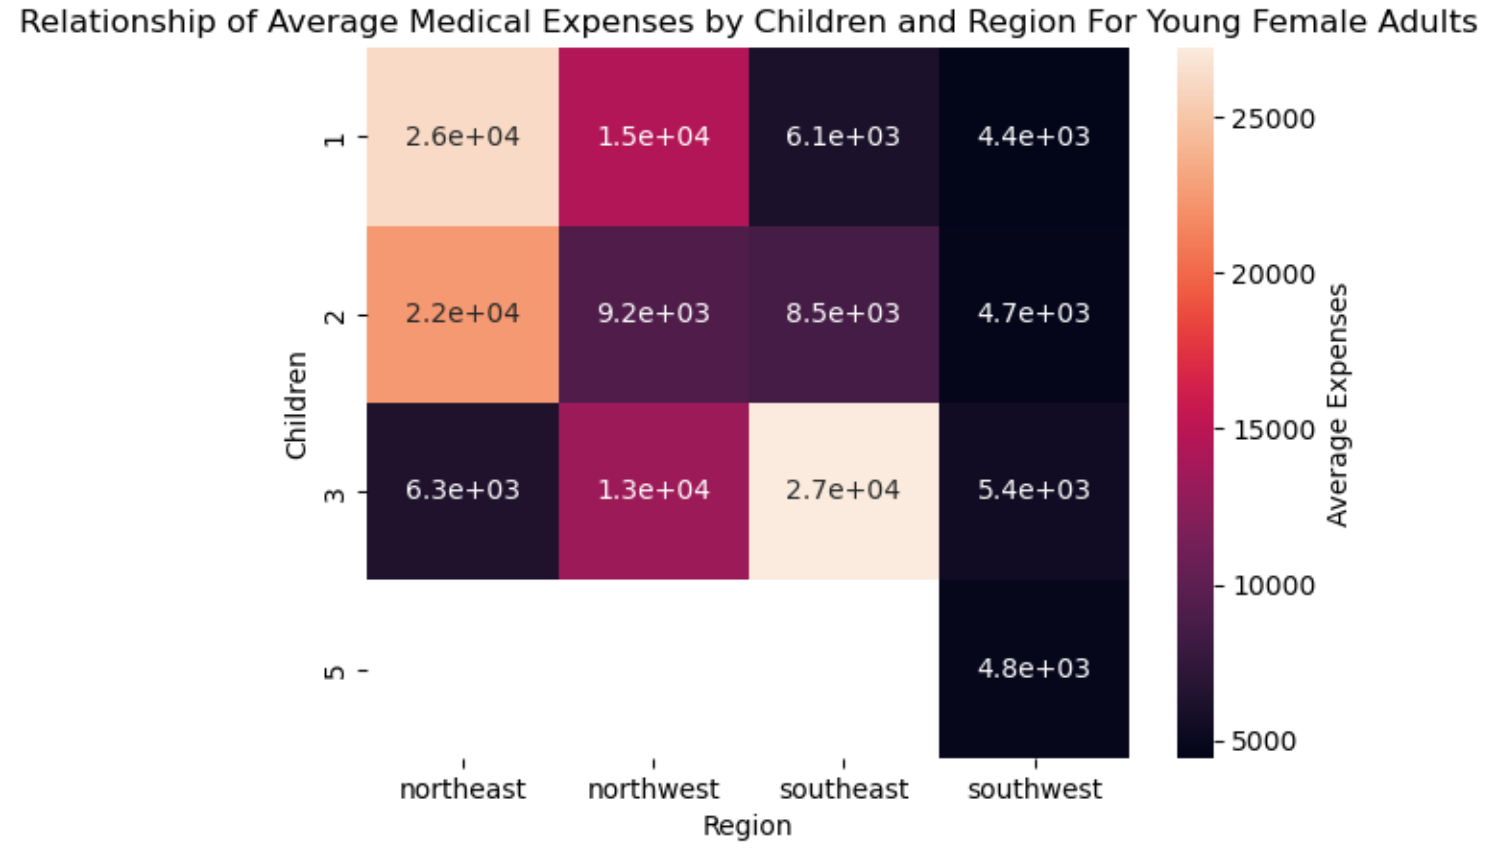 Relationship of Average Medical Expenses by Children and Region For Young Female Adults
1
2.6e+04 1.5e+04 6.1e+03 4.4e+03
2
2.2e+04 9.2e+03 8.5e+03 4.7e+03
3
6.3e+03 1.3e+04 2.7e+04 5.4e+03
5
4.8e+03
Children
northeast northwest southeast southwest
Region
25000
20000
15000
10000
5000
Average Expenses